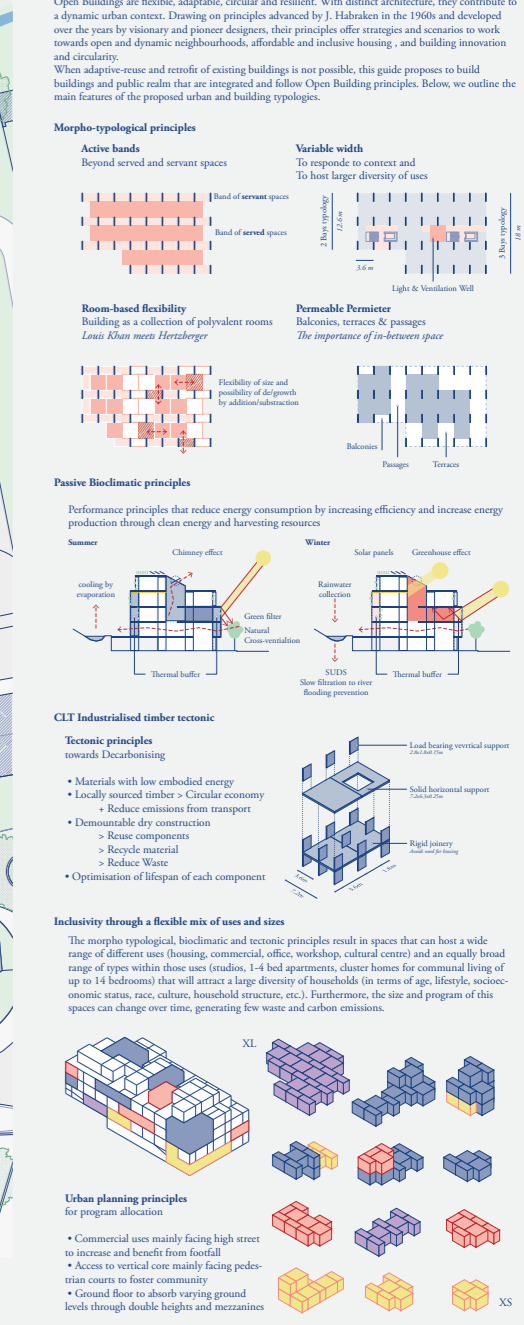 Open Buildings are flexible, adaptable, circular and resilient. With distinct architecture, they contribute to
a dynamic urban context. Drawing on principles advanced by J. Habraken in the 1960s and developed
over the years by visionary and pioneer designers, their principles offer strategies and scenarios to work
towards open and dynamic neighbourhoods, affordable and inclusive housing , and building innovation
and circularity.
When adaptive-reuse and retrofit of existing buildings is not possible, this guide proposes to build
buildings and public realm that are integrated and follow Open Building principles. Below, we outline the
main features of the proposed urban and building typologies.
Morpho-typological principles
Active bands
Beyond served and servant spaces
Band of servant spaces
Band of served spaces
Variable width
To responde to context and
To host larger diversity of uses
2 Bays typology
12.6 m
3 Bays typology
18 m
3.6 m
Light & Ventilation Well
Room-based flexibility
Building as a collection of polyvalent rooms
Louis Khan meets Hertzberger
Flexibility of size and
possibility of de/growth
by addition/substraction
Permeable Permieter
Balconies, terraces & passages
The importance of in-between space
Balconies
Passages
Terraces
Passive Bioclimatic principles
Performance principles that reduce energy consumption by increasing efficiency and increase energy
production through clean energy and harvesting resources
Summer
Chimney effect
cooling by
evaporation
Green filter
Natural
Cross-ventialtion
Thermal buffer
Winter
Solar panels
Greenhouse effect
Rainwater
collection
Thermal buffer
SUDS
Slow filtration to river
flooding prevention
CLT Industrialised timber tectonic
Tectonic principles
towards Decarbonising
• Materials with low embodied energy
• Locally sourced timber > Circular economy
+ Reduce emissions from transport
• Demountable dry construction
> Reuse components
> Recycle material
> Reduce Waste
• Optimisation of lifespan of each component
Load bearing vevrtical support
Solid horizontal support
Rigid joinery
3.6m
7.2m
Inclusivity through a flexible mix of uses and sizes
The morpho typological, bioclimatic and tectonic principles result in spaces that can host a wide
range of different uses (housing, commercial, office, workshop, cultural centre) and an equally broad
range of types within those uses (studios, 1-4 bed apartments, cluster homes for communal living of
up to 14 bedrooms) that will attract a large diversity of households (in terms of age, lifestyle, socioec-
onomic status, race, culture, household structure, etc.). Furthermore, the size and program of this
spaces can change over time, generating few waste and carbon emissions.
XL
Urban planning principles
for program allocation
• Commercial uses mainly facing high street
to increase and benefit from footfall
• Access to vertical core mainly facing pedes-
trian courts to foster community
• Ground floor to absorb varying ground
levels through double heights and mezzanines
XS